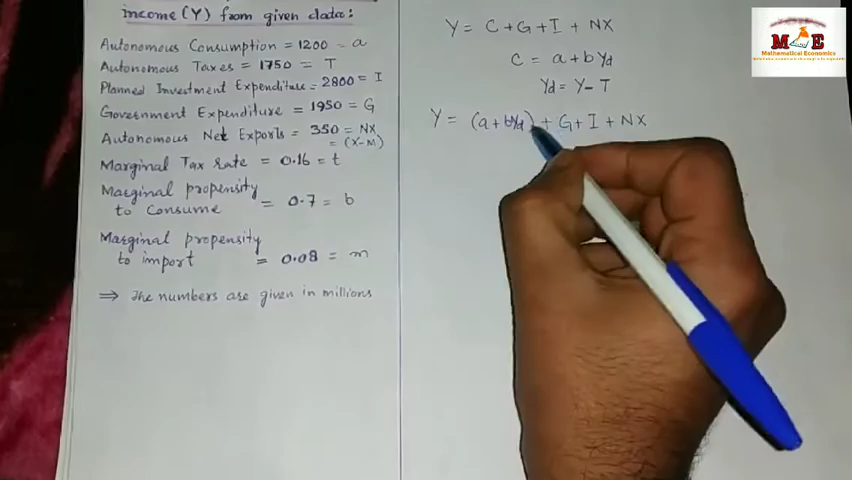 income (Y) from given data:
Autonomous Consumption = 1200 = a
Autonomous Taxes = 1750 = T
Planned Investment Expenditure = 2800 = I
Government Expenditure = 1950 = G
Autonomous Net Exports = 350 = NX
= (X-M)
Marginal Tax rate = 0.16 = t
Marginal propensity
to Consume = 0.7 = b
Marginal propensity
to import = 0.08 = m
⇒ The numbers are given in millions
Y = C + G + I + NX
C = a + b Yd
Yd = Y - T
Y = (a + bYd) + G + I + NX
M E
Mathematical Economics